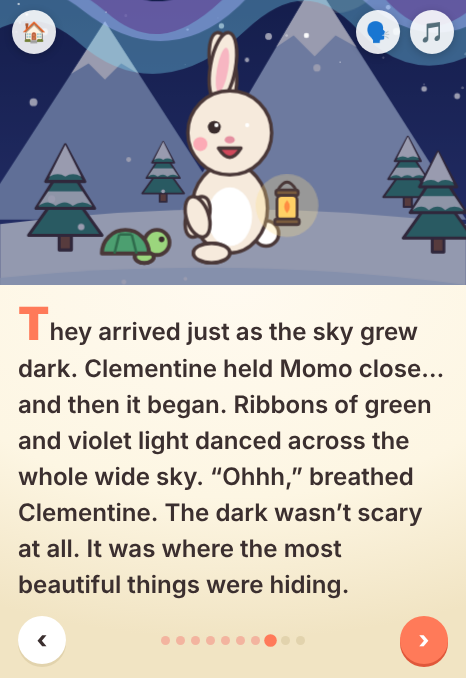 They arrived just as the sky grew
dark. Clementine held Momo close…
and then it began. Ribbons of green
and violet light danced across the
whole wide sky. “Ohhh,” breathed
Clementine. The dark wasn’t scary
at all. It was where the most
beautiful things were hiding.